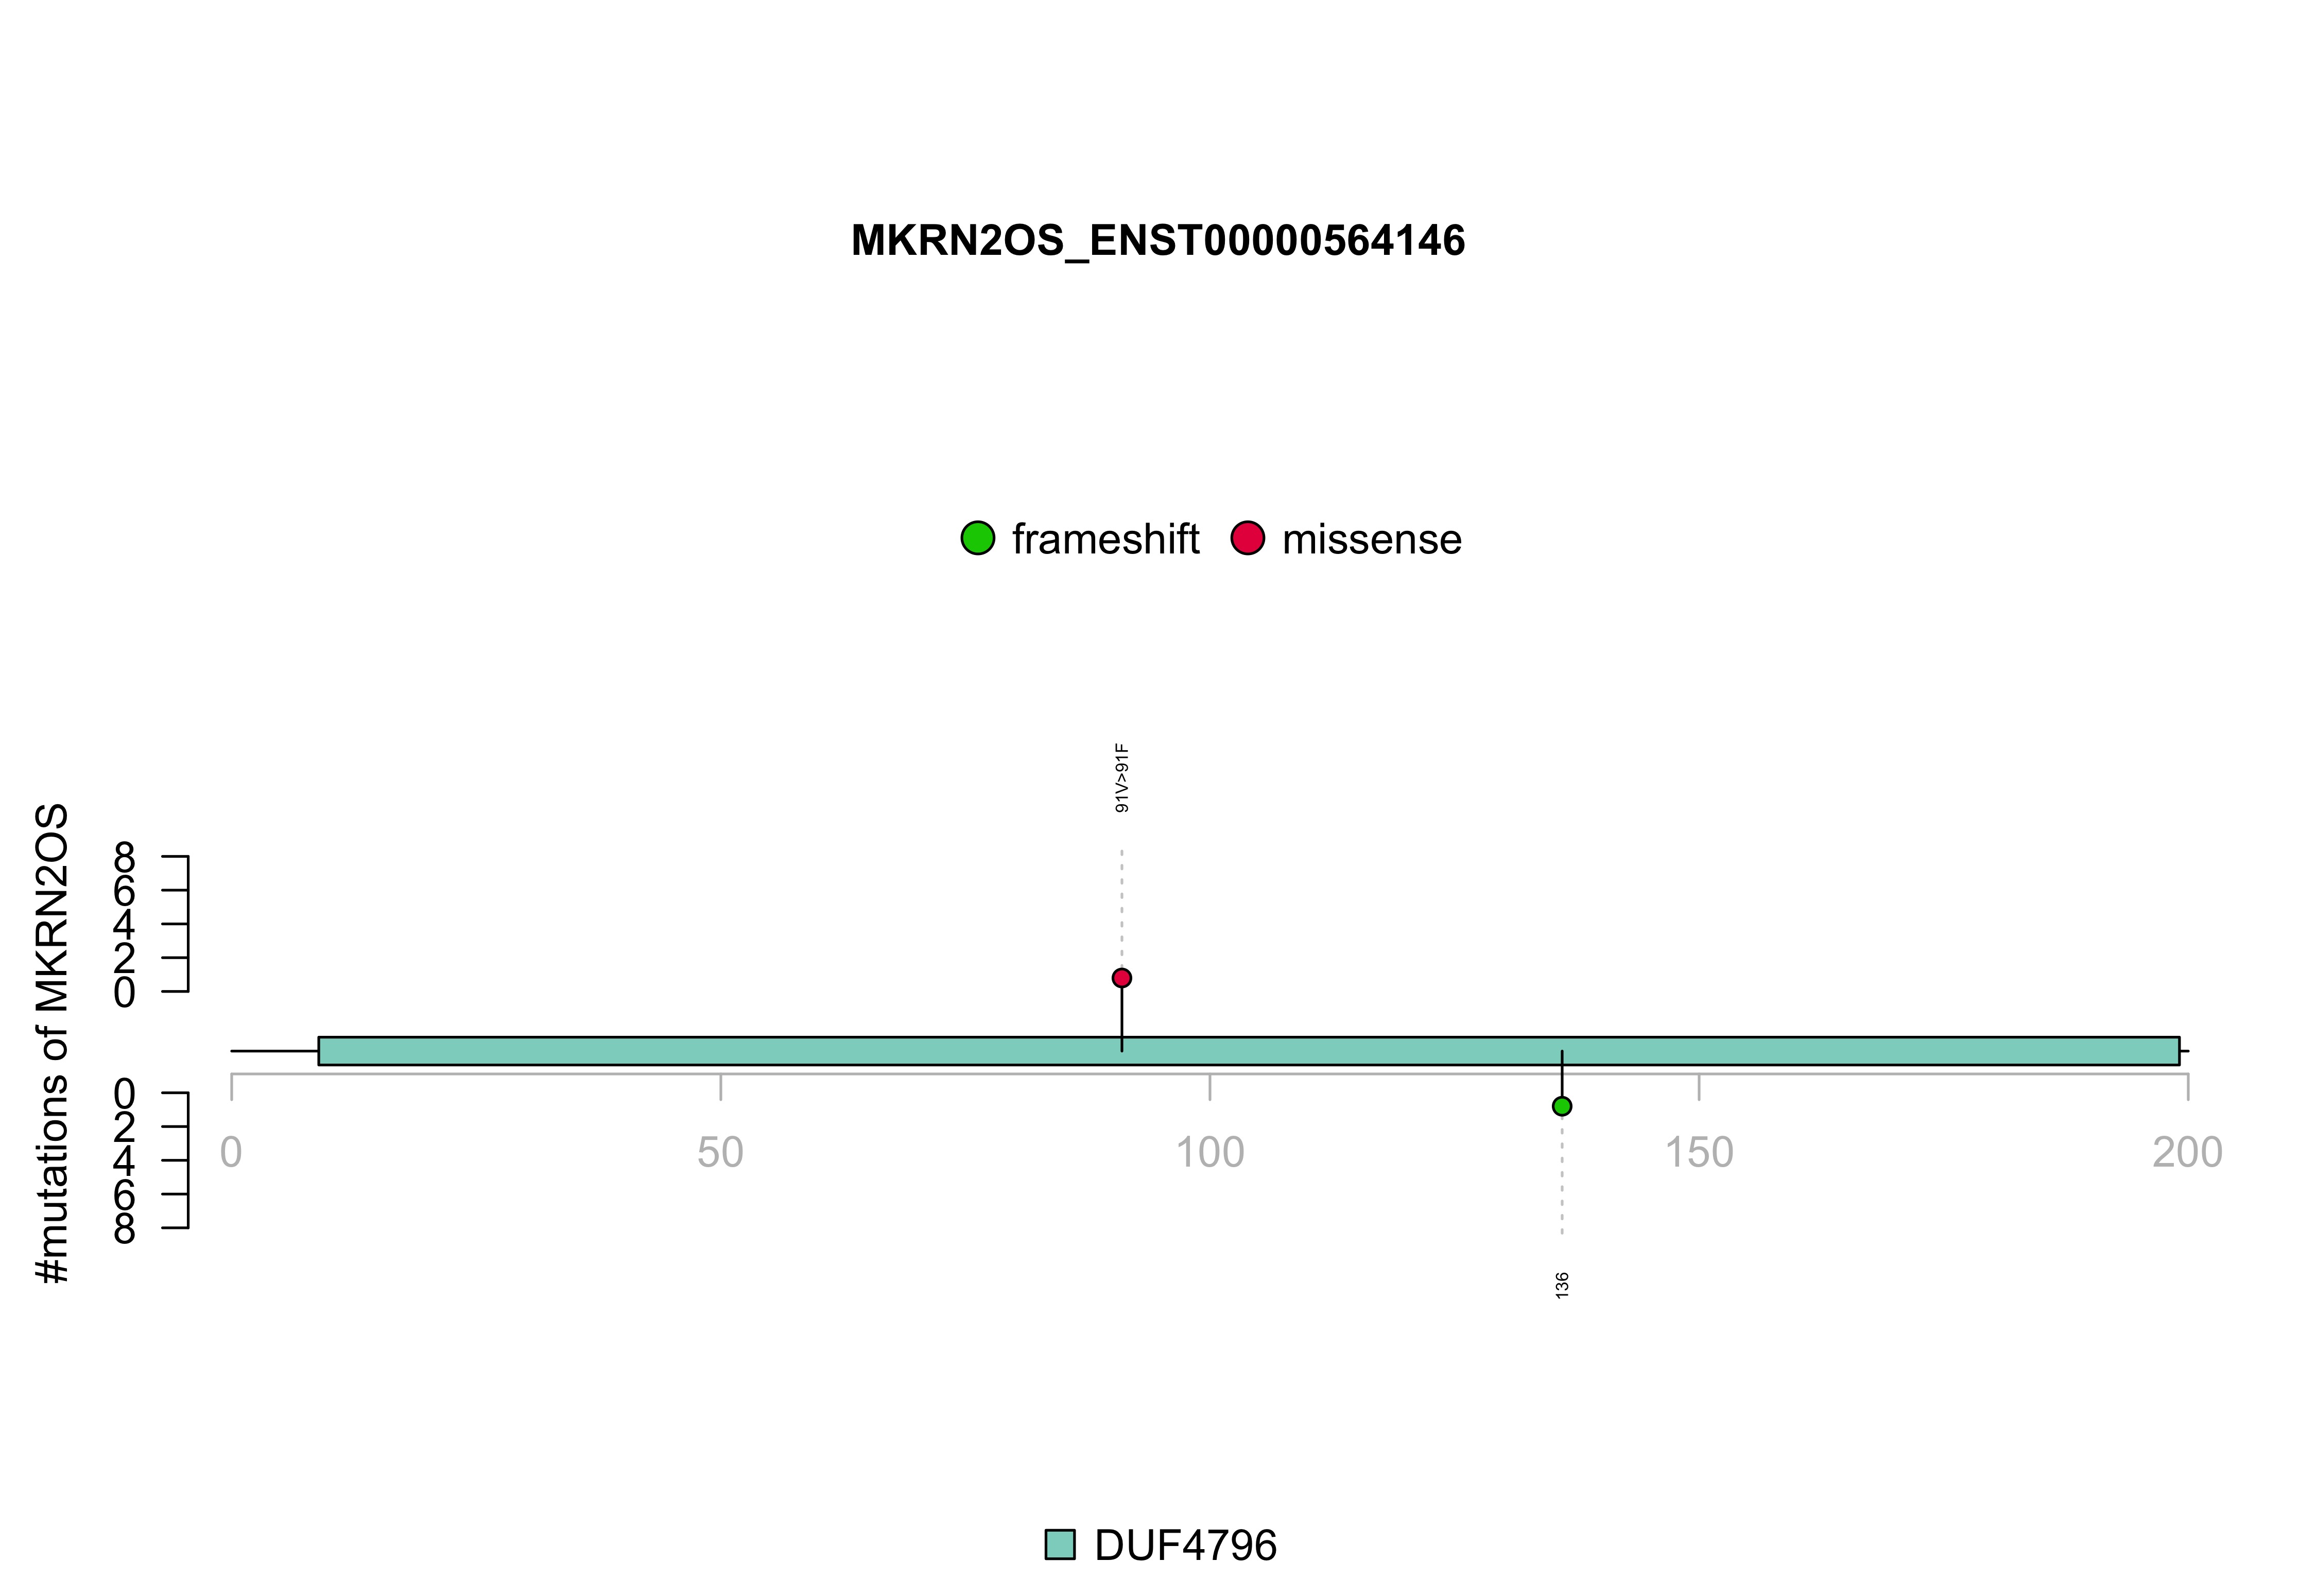 MKRN2OS_ENST00000564146
frameshift missense
91V>91F
#mutations of MKRN2OS
8
6
4
2
0
0
2
4
6
8
0 50 100 150 200
136
DUF4796